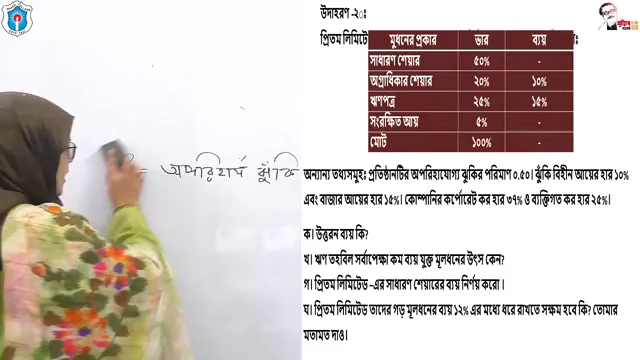 উদাহরণ -২ঃ
প্রিতম লিমিটে
মুধনের প্রকার ভার ব্যয়
সাধারণ শেয়ার ৫০% -
অগ্রাধিকার শেয়ার ২০% ১০%
ঋণপত্র ২৫% ১৫%
সংরক্ষিত আয় ৫% -
মোট ১০০% -
= অপরিহার্য ঝুঁকি
অন্যান্য তথ্যসমুহঃ প্রতিষ্ঠানটির অপরিহাযোগ্য ঝুকির পরিমাণ ০.৫০। ঝুঁকি বিহীন আয়ের হার ১০%
এবং বাজার আয়ের হার ১৫%। কোম্পানির কর্পোরেট কর হার ৩৭% ও ব্যক্তিগত কর হার ২৫%।
ক। উত্তরন ব্যয় কি?
খ। ঋণ তহবিল সর্বাপেক্ষা কম ব্যয় যুক্ত মূলধনের উৎস কেন?
গ। প্রিতম লিমিটেড -এর সাধারণ শেয়ারের ব্যয় নির্ণয় করো।
ঘ। প্রিতম লিমিটেড তাদের গড় মূলধনের ব্যয় ১২% এর মধ্যে ধরে রাখতে সক্ষম হবে কি? তোমার
মতামত দাও।